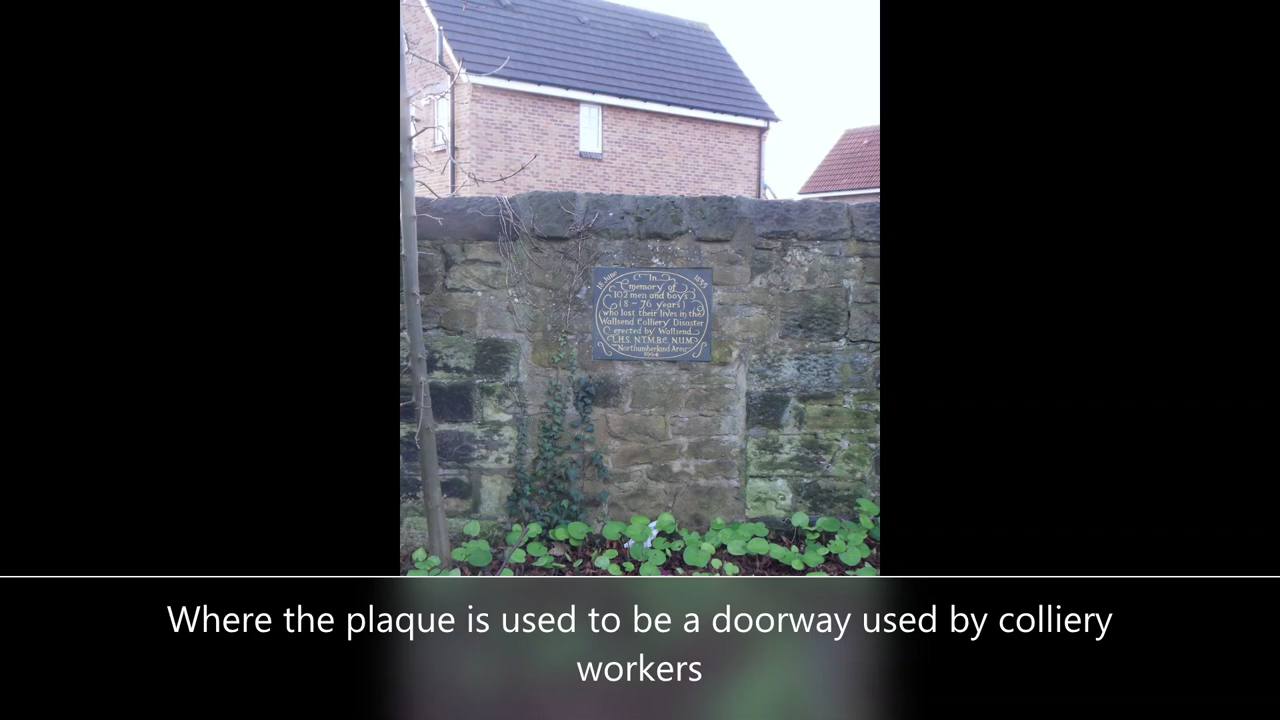 18 June 1835
In
memory of
102 men and boys
(8 - 76 years)
who lost their lives in the
Wallsend Colliery Disaster
erected by Wallsend
L.H.S. N.T.M.B.C. N.U.M.
Northumberland Area
1994
Where the plaque is used to be a doorway used by colliery
workers